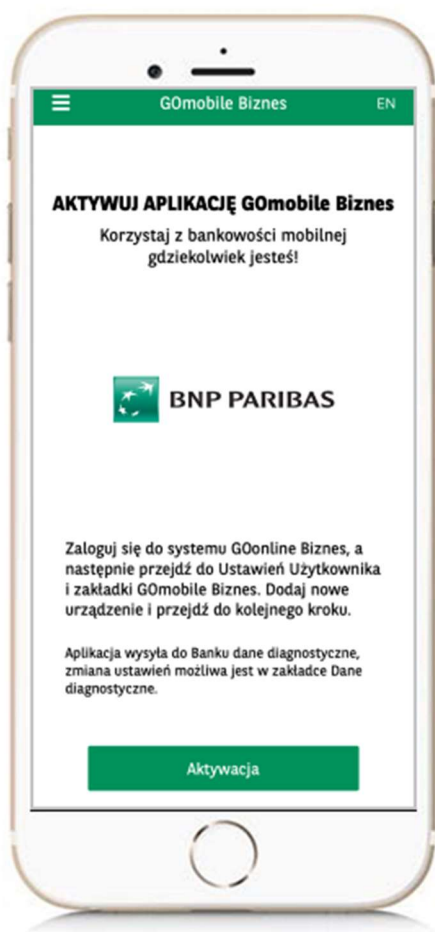 GOmobile Biznes EN
AKTYWUJ APLIKACJĘ GOmobile Biznes
Korzystaj z bankowości mobilnej
gdziekolwiek jesteś!
BNP PARIBAS
Zaloguj się do systemu GOonline Biznes, a
następnie przejdź do Ustawień Użytkownika
i zakładki GOmobile Biznes. Dodaj nowe
urządzenie i przejdź do kolejnego kroku.
Aplikacja wysyła do Banku dane diagnostyczne,
zmiana ustawień możliwa jest w zakładce Dane
diagnostyczne.
Aktywacja